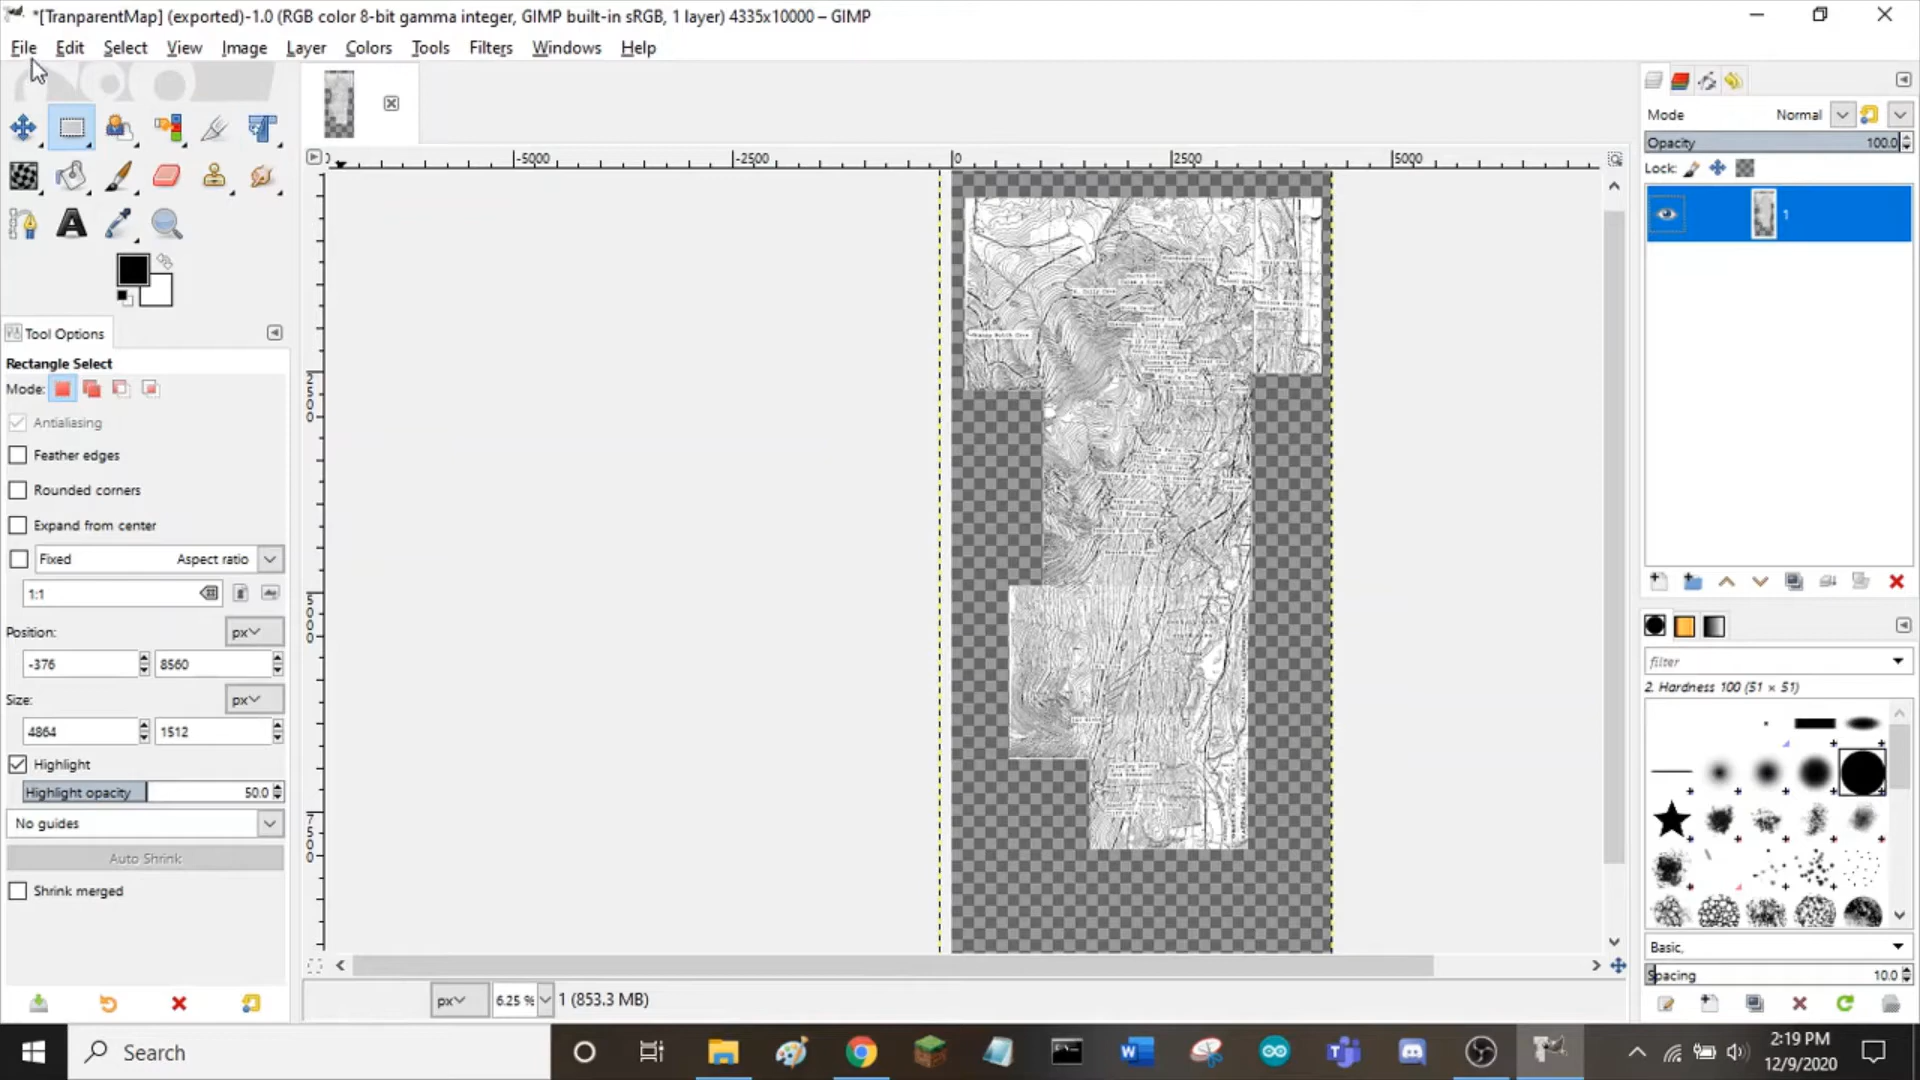 *[TranparentMap] (exported)-1.0 (RGB color 8-bit gamma integer, GIMP built-in sRGB, 1 layer) 4335x10000 – GIMP
File Edit Select View Image Layer Colors Tools Filters Windows Help
Mode Normal
Opacity 100.0
Lock:
1
-5000 -2500 0 2500 5000
2500
5000
7500
Tool Options
Rectangle Select
Mode:
Antialiasing
Feather edges
Rounded corners
Expand from center
Fixed Aspect ratio
1:1
Position: px
-376 8560
Size: px
4864 1512
Highlight
Highlight opacity 50.0
No guides
Auto Shrink
Shrink merged
filter
2. Hardness 100 (51 × 51)
Basic,
Spacing 10.0
px 6.25 % 1 (853.3 MB)
Search
2:19 PM
12/9/2020